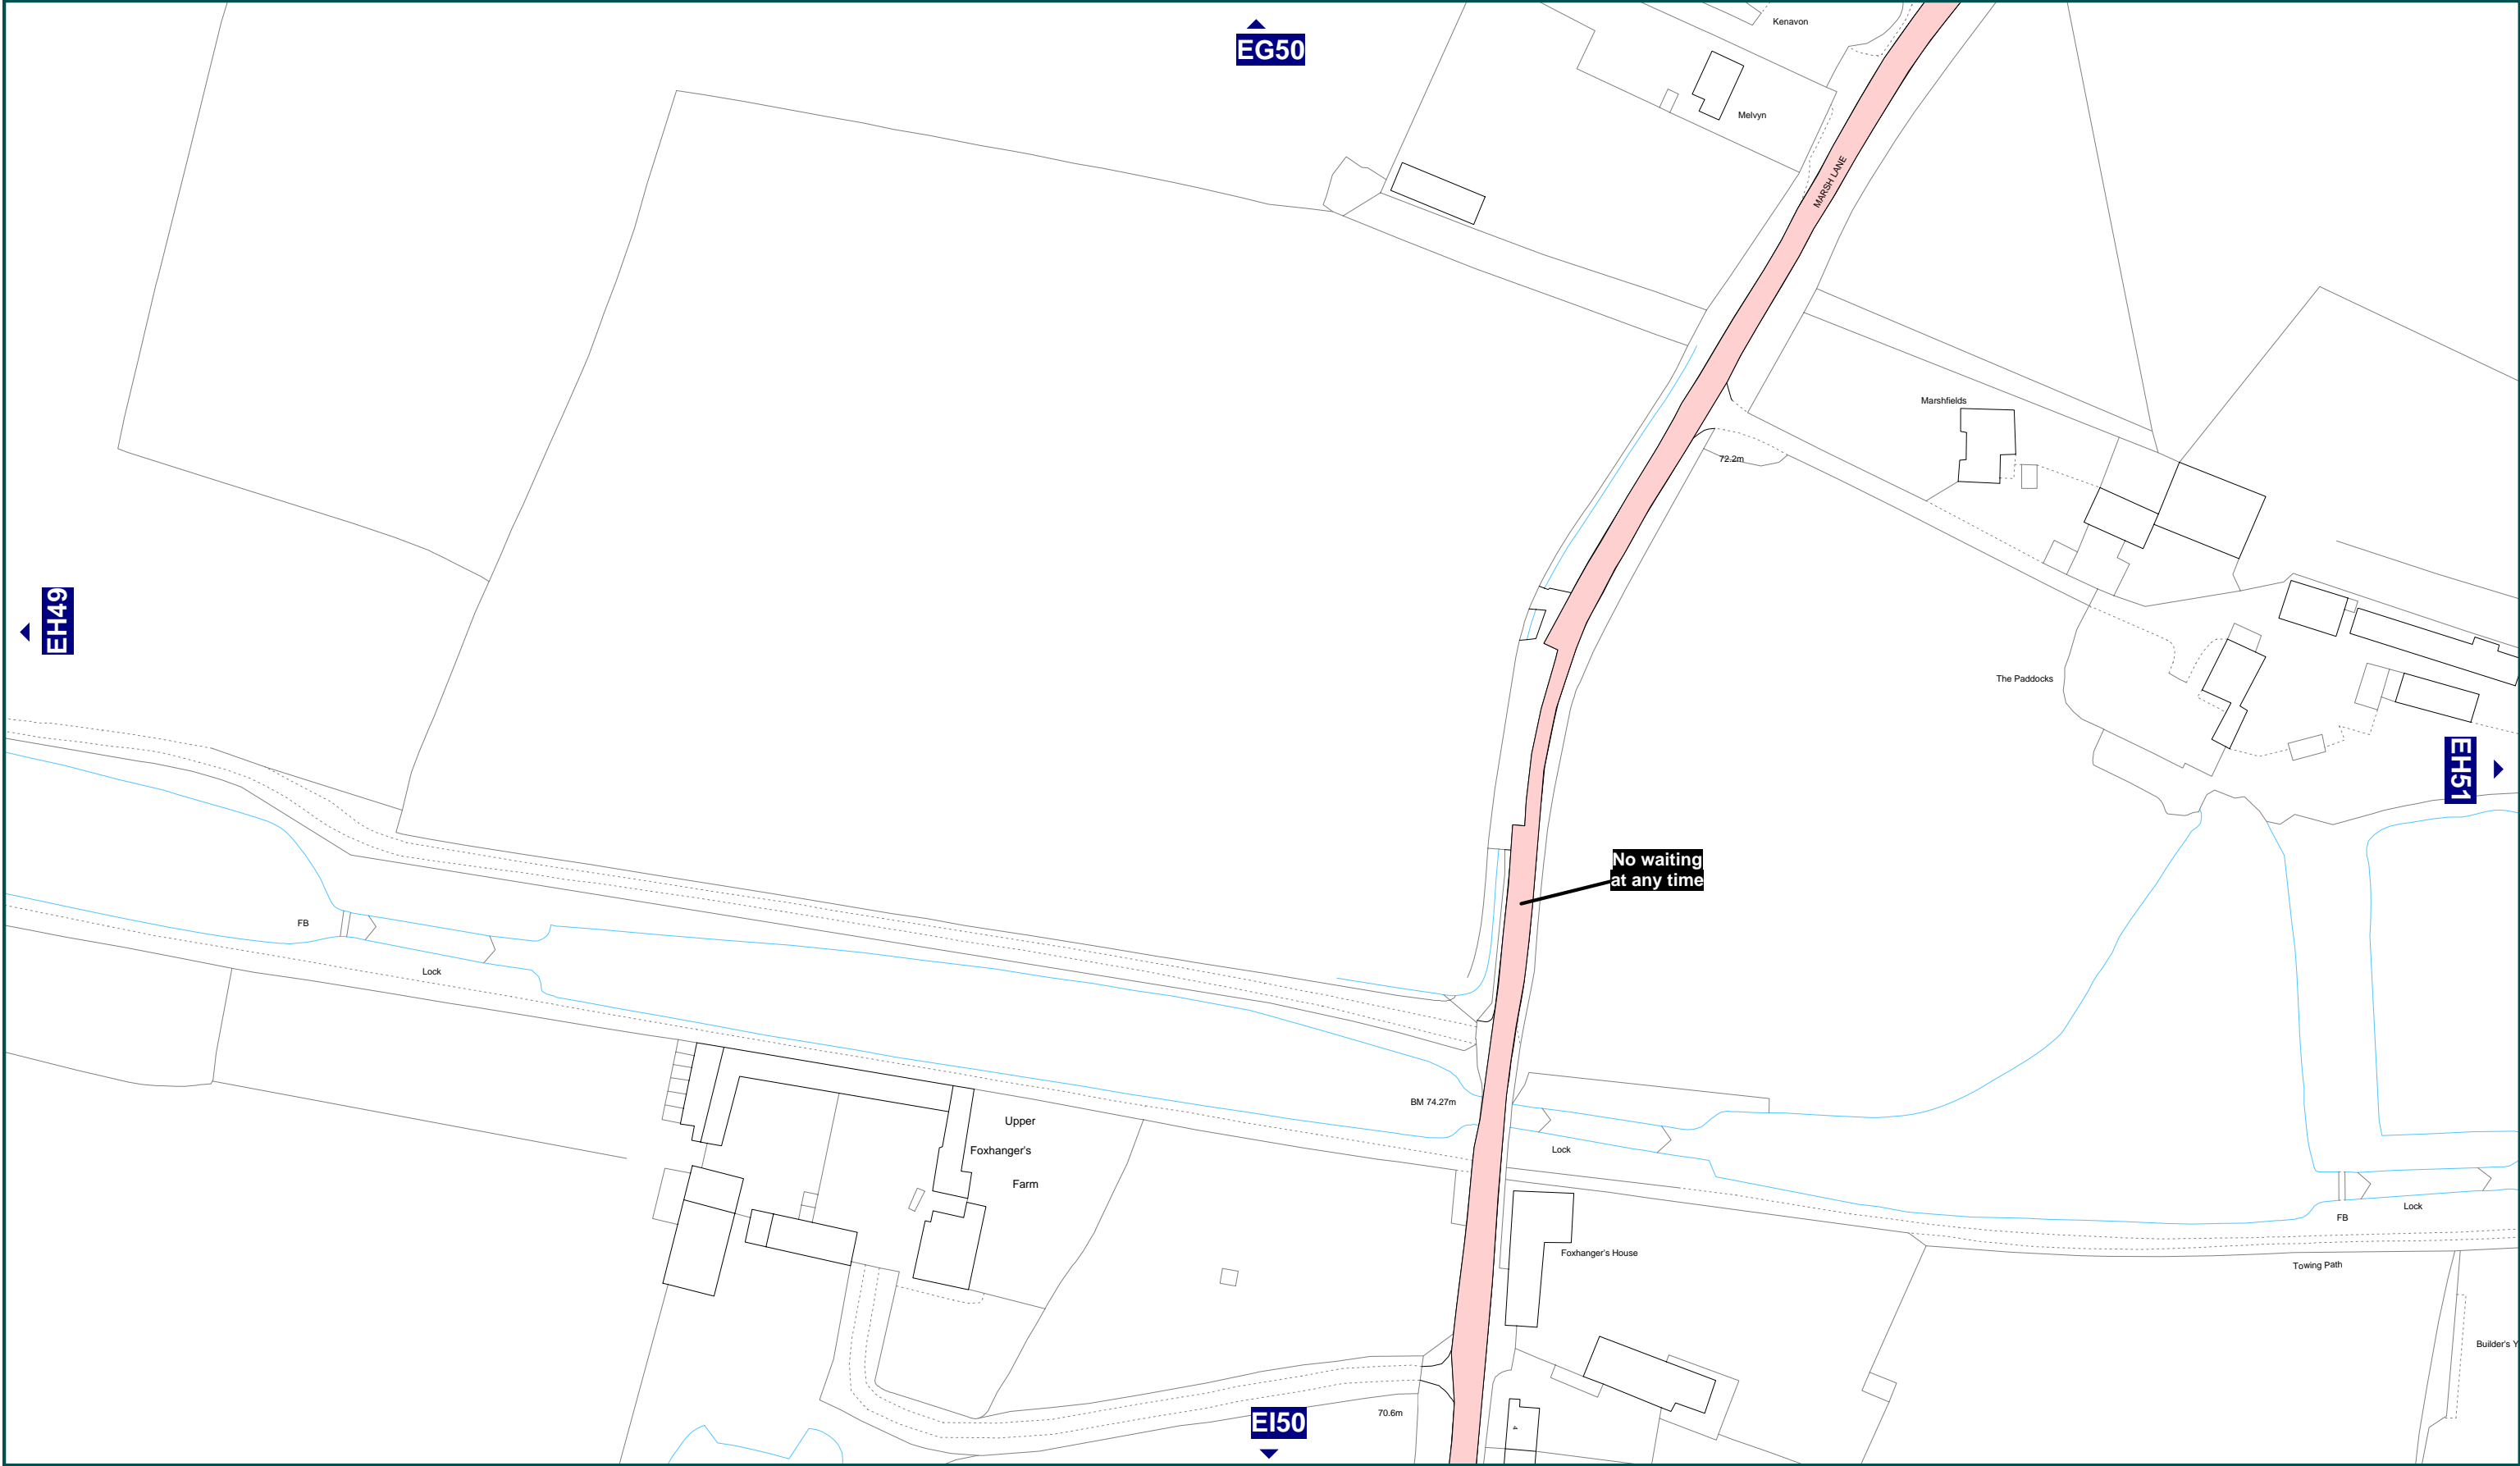 Kenavon
EG50
Melvyn
MARSH LANE
Marshfields
72.2m
EH49
The Paddocks
EH51
No waiting
at any time
FB
Lock
BM 74.27m
Upper
Foxhanger's
Farm
Lock
Lock
FB
Foxhanger's House
Towing Path
Builder's Y
70.6m
EI50
4